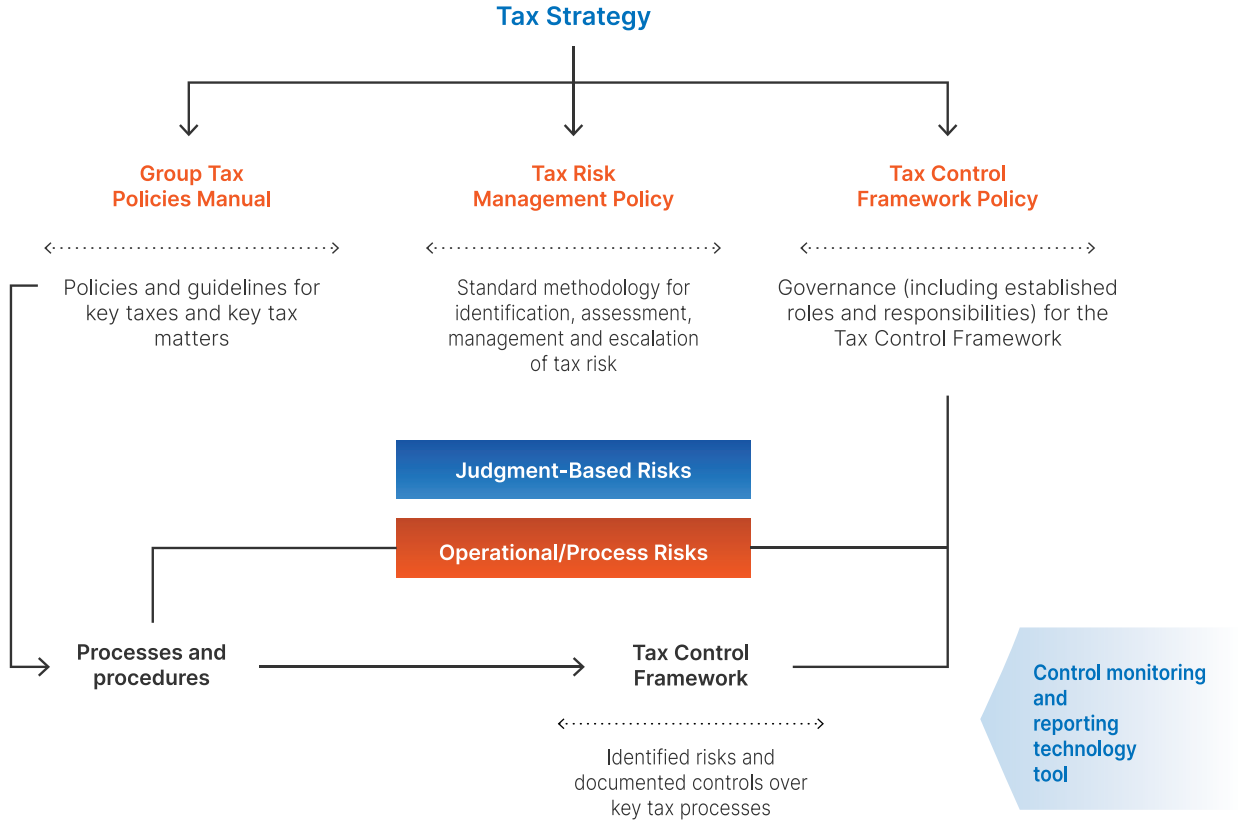 Tax Strategy
Group Tax
Policies Manual
Tax Risk
Management Policy
Tax Control
Framework Policy
Policies and guidelines for
key taxes and key tax
matters
Standard methodology for
identification, assessment,
management and escalation
of tax risk
Governance (including established
roles and responsibilities) for the
Tax Control Framework
Judgment-Based Risks
Operational/Process Risks
Processes and
procedures
Tax Control
Framework
Identified risks and
documented controls over
key tax processes
Control monitoring
and
reporting
technology
tool